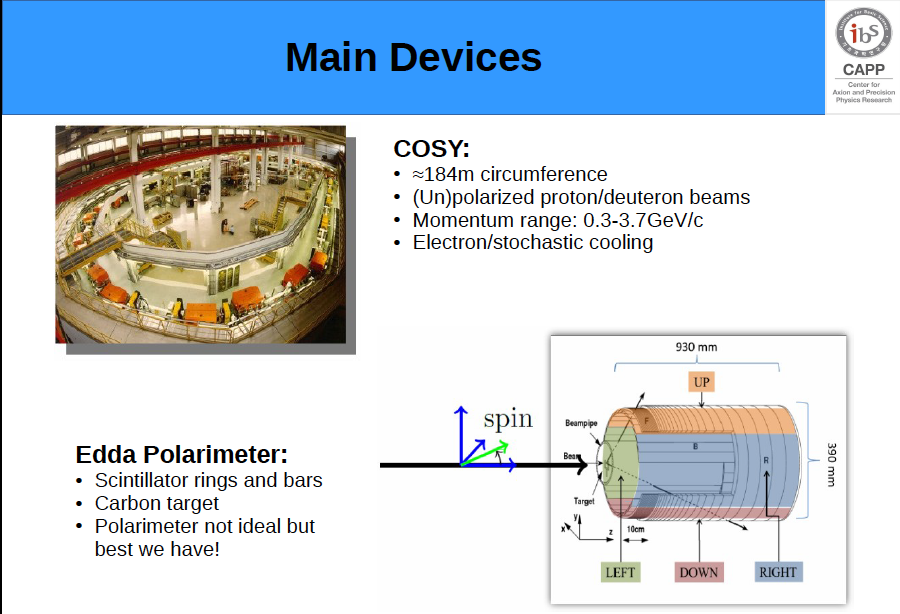 Main Devices
ibs
CAPP
Center for
Axion and Precision
Physics Research
COSY:
• ≈184m circumference
• (Un)polarized proton/deuteron beams
• Momentum range: 0.3-3.7GeV/c
• Electron/stochastic cooling
Edda Polarimeter:
• Scintillator rings and bars
• Carbon target
• Polarimeter not ideal but
best we have!
spin
930 mm
UP
Beampipe
F
B
Beam
R
390 mm
Target
y
x
z
10cm
LEFT
DOWN
RIGHT